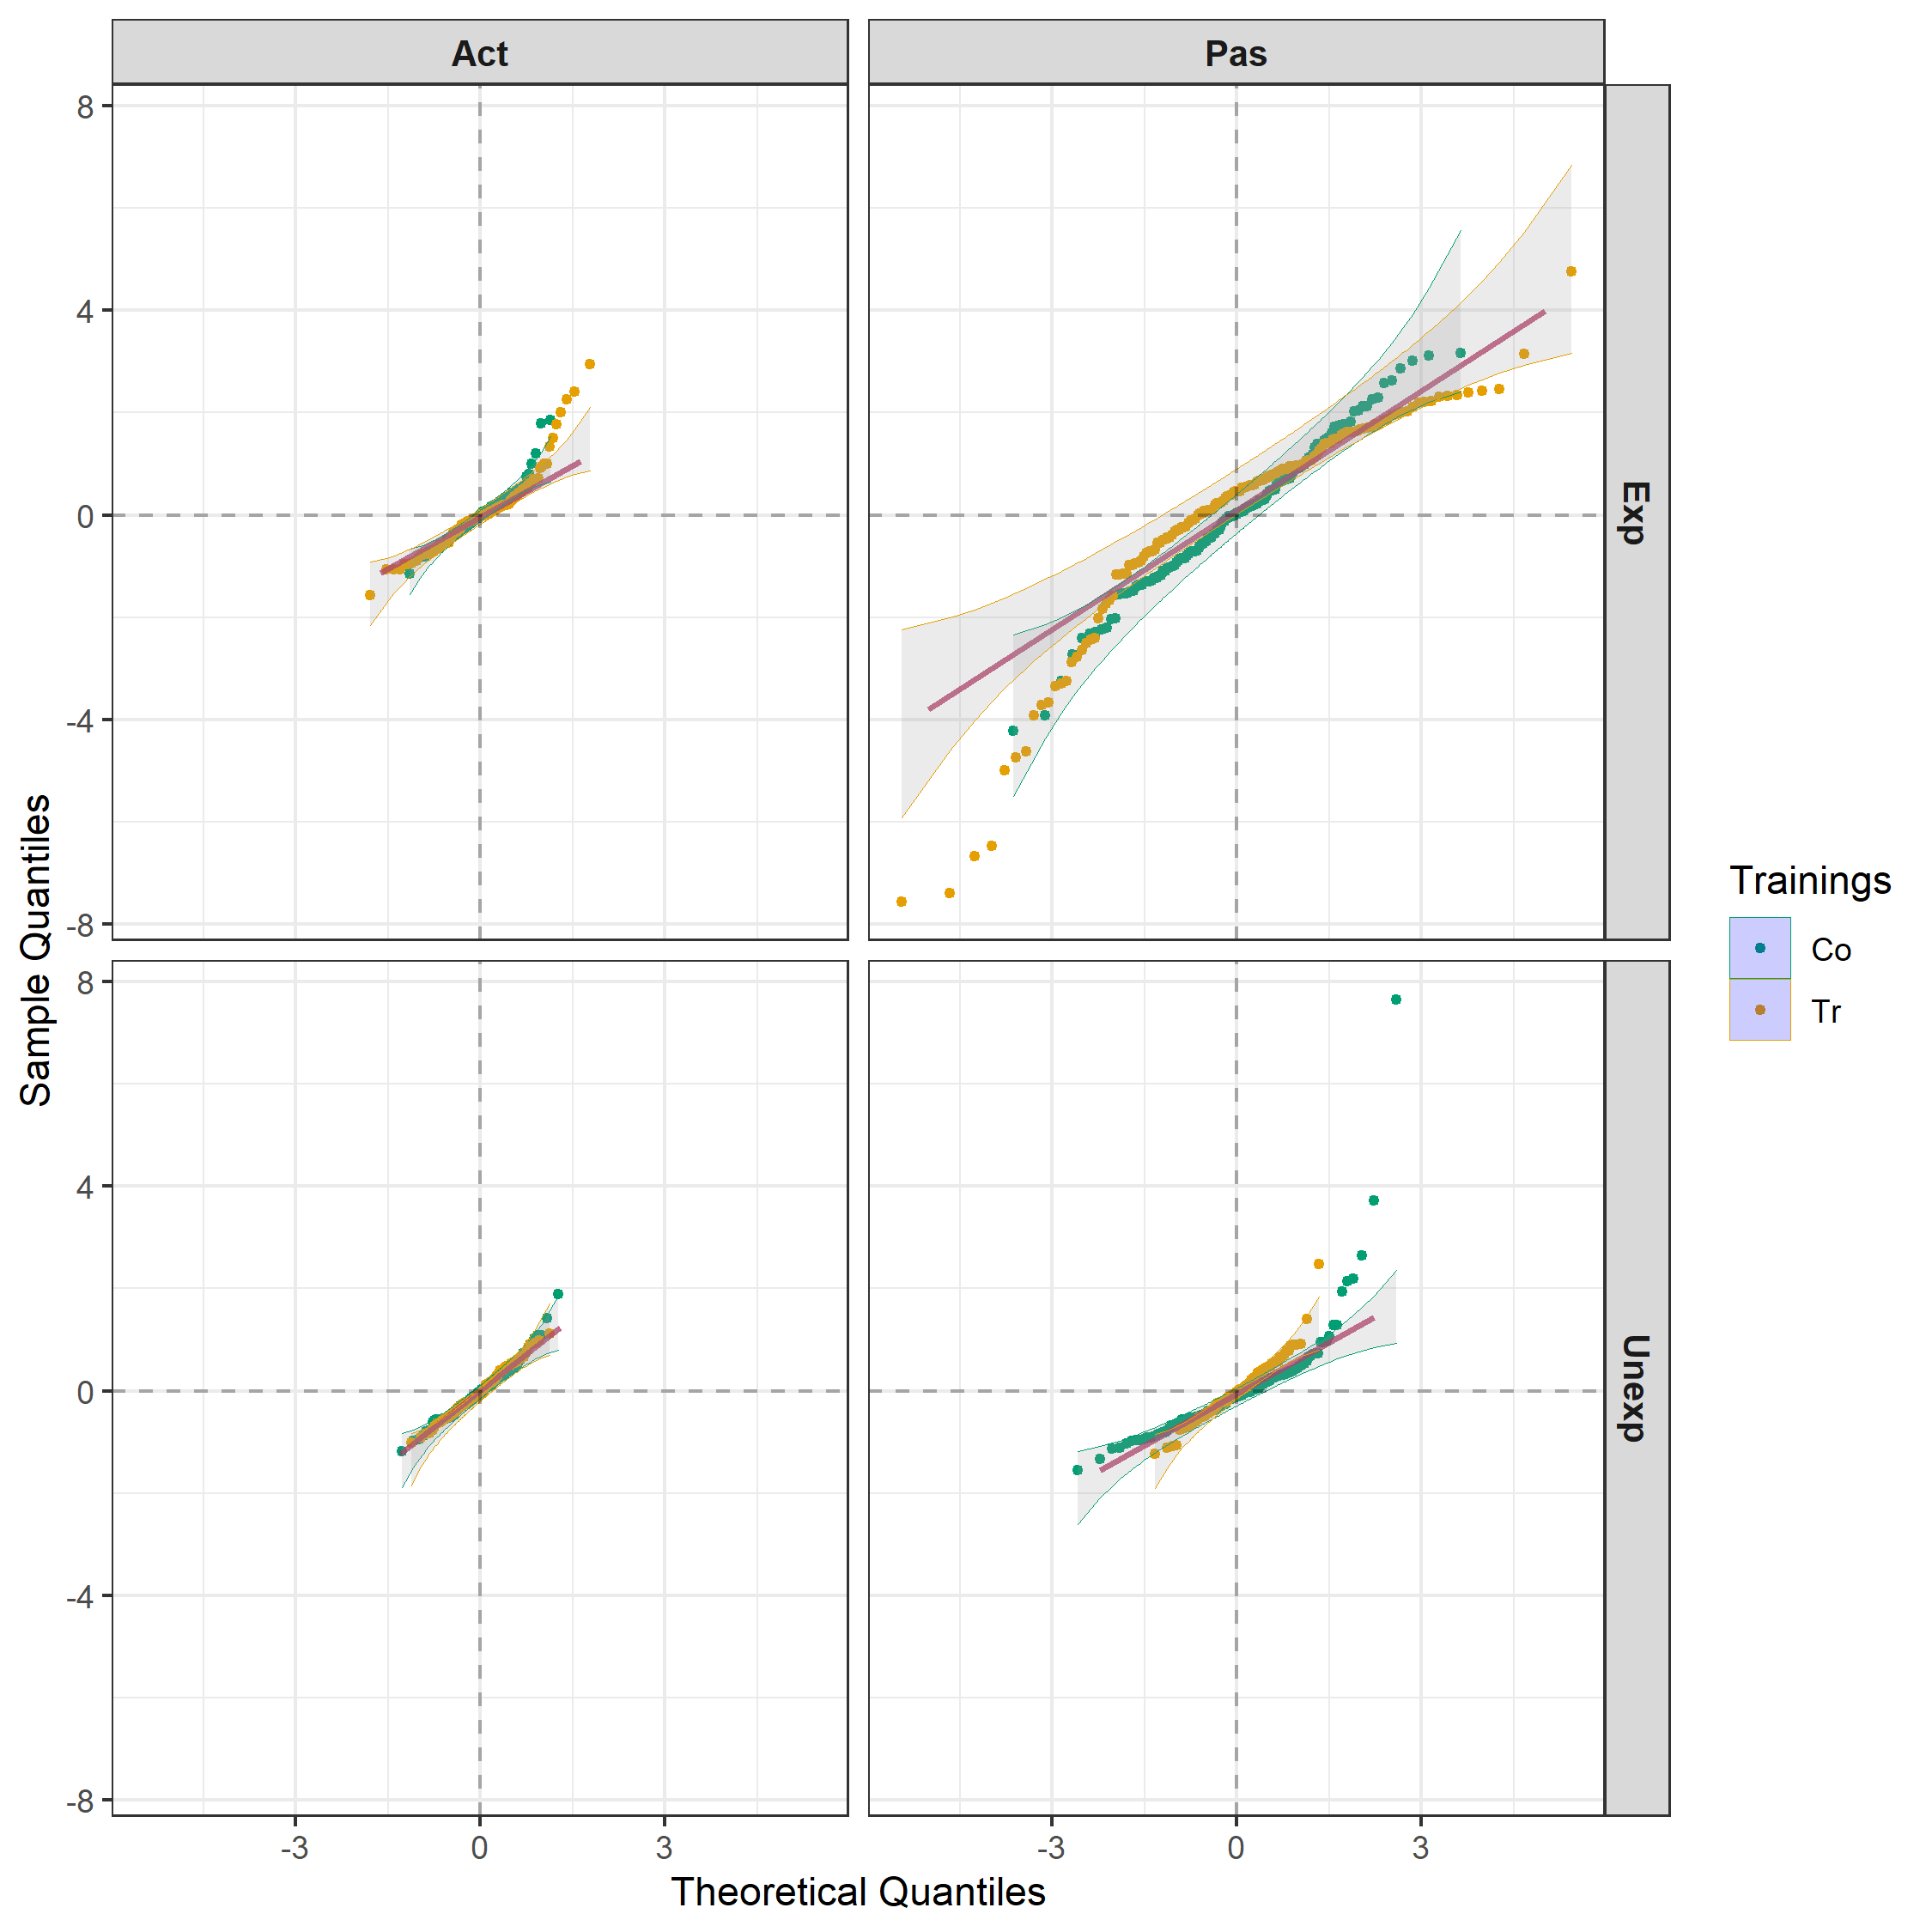 Act
Pas
8
4
0
-4
-8
Exp
8
4
0
-4
-8
Unexp
-3
0
3
-3
0
3
Theoretical Quantiles
Sample Quantiles
Trainings
Co
Tr